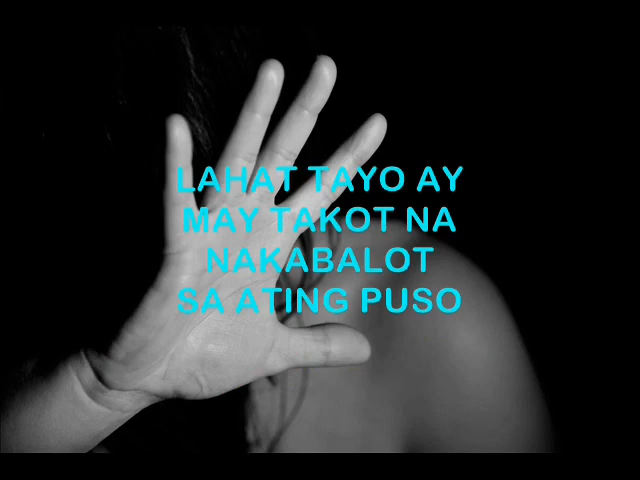 LAHAT TAYO AY
MAY TAKOT NA
NAKABALOT
SA ATING PUSO